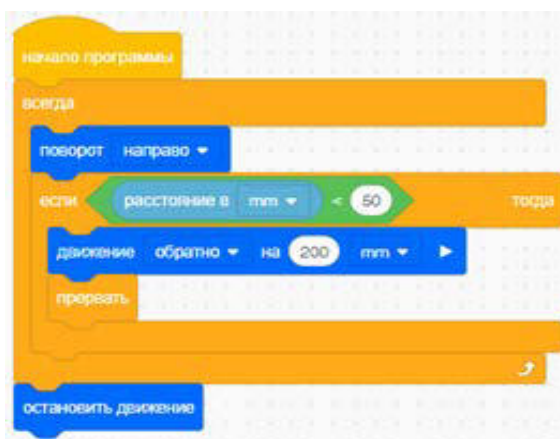 начало программы
всегда
поворот направо
если расстояние в mm < 50 тогда
движение обратно на 200 mm
прервать
остановить движение